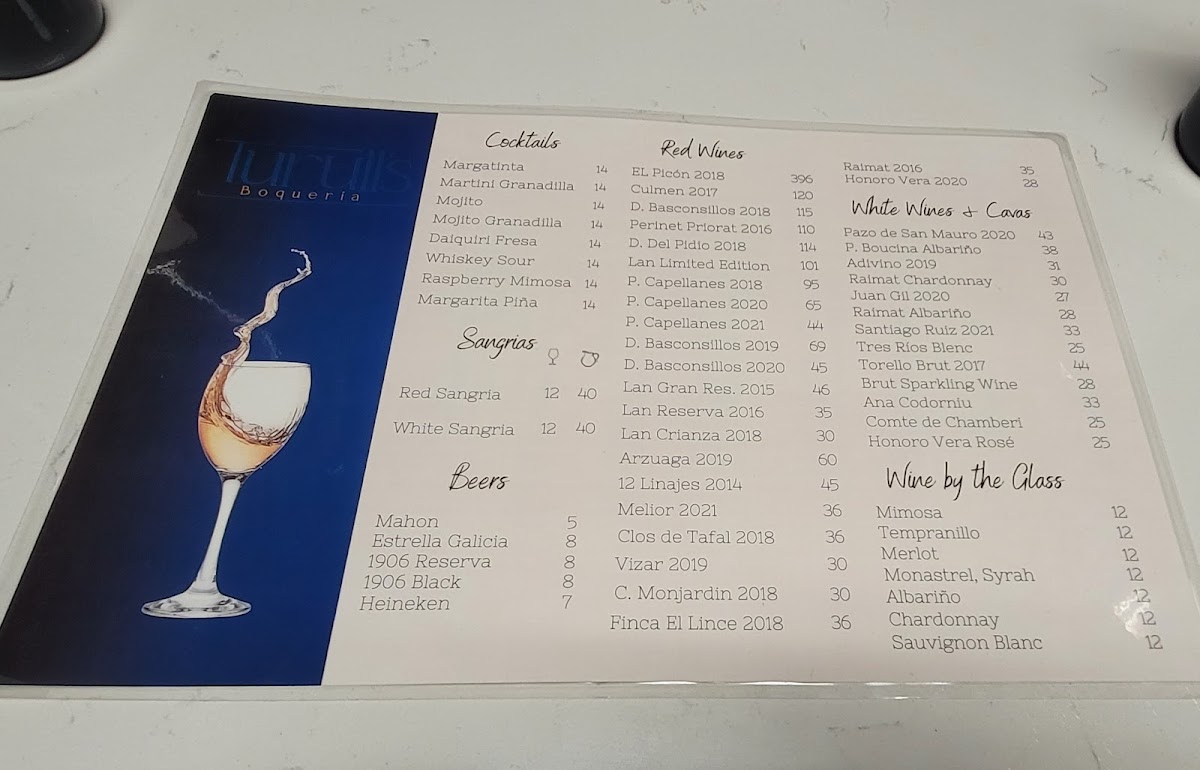 Turulls
Boqueria
Cocktails
Margatinta 14
Martini Granadilla 14
Mojito 14
Mojito Granadilla 14
Daiquiri Fresa 14
Whiskey Sour 14
Raspberry Mimosa 14
Margarita Piña 14
Sangrias
Red Sangria 12 40
White Sangria 12 40
Beers
Mahon 5
Estrella Galicia 8
1906 Reserva 8
1906 Black 8
Heineken 7
Red Wines
EL Picón 2018 396
Culmen 2017 120
D. Basconsillos 2018 115
Perinet Priorat 2016 110
D. Del Pidio 2018 114
Lan Limited Edition 101
P. Capellanes 2018 95
P. Capellanes 2020 65
P. Capellanes 2021 44
D. Basconsillos 2019 69
D. Basconsillos 2020 45
Lan Gran Res. 2015 46
Lan Reserva 2016 35
Lan Crianza 2018 30
Arzuaga 2019 60
12 Linajes 2014 45
Melior 2021 36
Clos de Tafal 2018 36
Vizar 2019 30
C. Monjardin 2018 30
Finca El Lince 2018 36
Raimat 2016 35
Honoro Vera 2020 28
White Wines & Cavas
Pazo de San Mauro 2020 43
P. Boucina Albariño 38
Adivino 2019 31
Raimat Chardonnay 30
Juan Gil 2020 27
Raimat Albariño 28
Santiago Ruiz 2021 33
Tres Rios Blenc 25
Torello Brut 2017 44
Brut Sparkling Wine 28
Ana Codorniu 33
Comte de Chamberi 25
Honoro Vera Rosé 25
Wine by the Glass
Mimosa 12
Tempranillo 12
Merlot 12
Monastrel, Syrah 12
Albariño 12
Chardonnay 12
Sauvignon Blanc 12